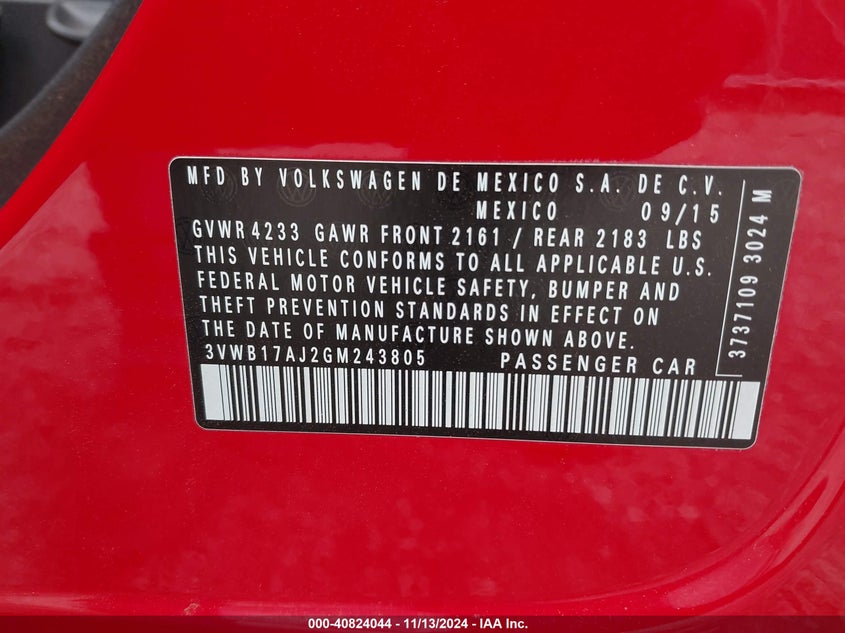 MFD BY VOLKSWAGEN DE MEXICO S.A. DE C.V.
MEXICO 09/15
GVWR 4233 GAWR FRONT 2161 / REAR 2183 LBS
THIS VEHICLE CONFORMS TO ALL APPLICABLE U.S.
FEDERAL MOTOR VEHICLE SAFETY, BUMPER AND
THEFT PREVENTION STANDARDS IN EFFECT ON
THE DATE OF MANUFACTURE SHOWN ABOVE.
3VWB17AJ2GM243805 PASSENGER CAR
3737109 3024 M
000-40824044 - 11/13/2024 - IAA Inc.